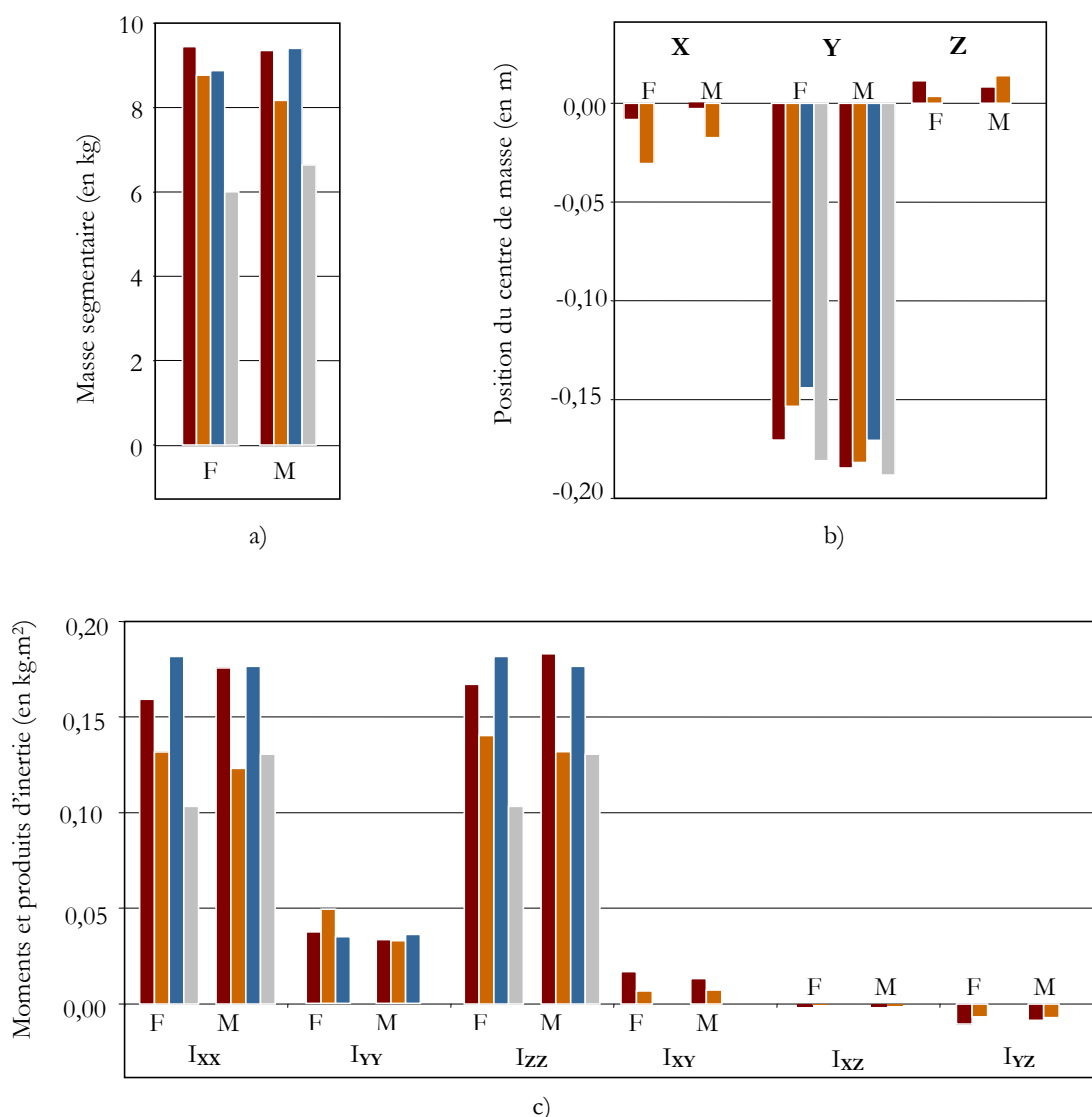 Masse segmentaire (en kg)
10
8
6
4
2
0
F M
a)
Position du centre de masse (en m)
X Y Z
0,00
-0,05
-0,10
-0,15
-0,20
F M F M F M
b)
Moments et produits d'inertie (en kg.m²)
0,20
0,15
0,10
0,05
0,00
F M F M F M F M F M F M
IXX IYY IZZ IXY IXZ IYZ
c)